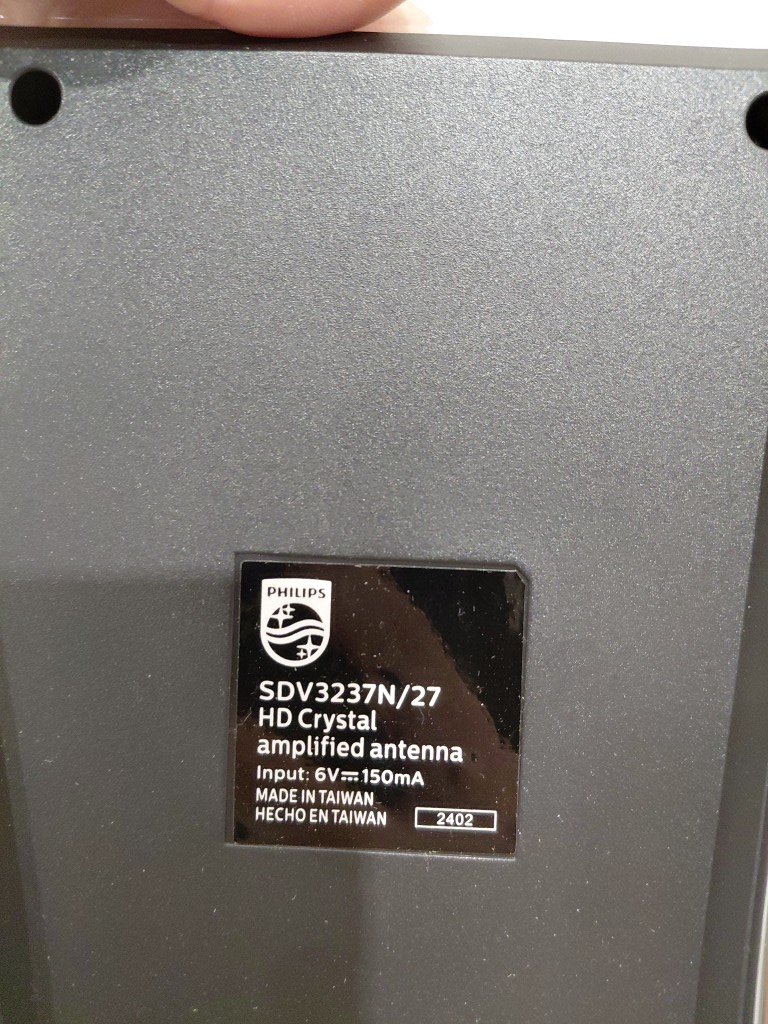 PHILIPS
SDV3237N/27
HD Crystal
amplified antenna
Input: 6V⎓150mA
MADE IN TAIWAN
HECHO EN TAIWAN 2402